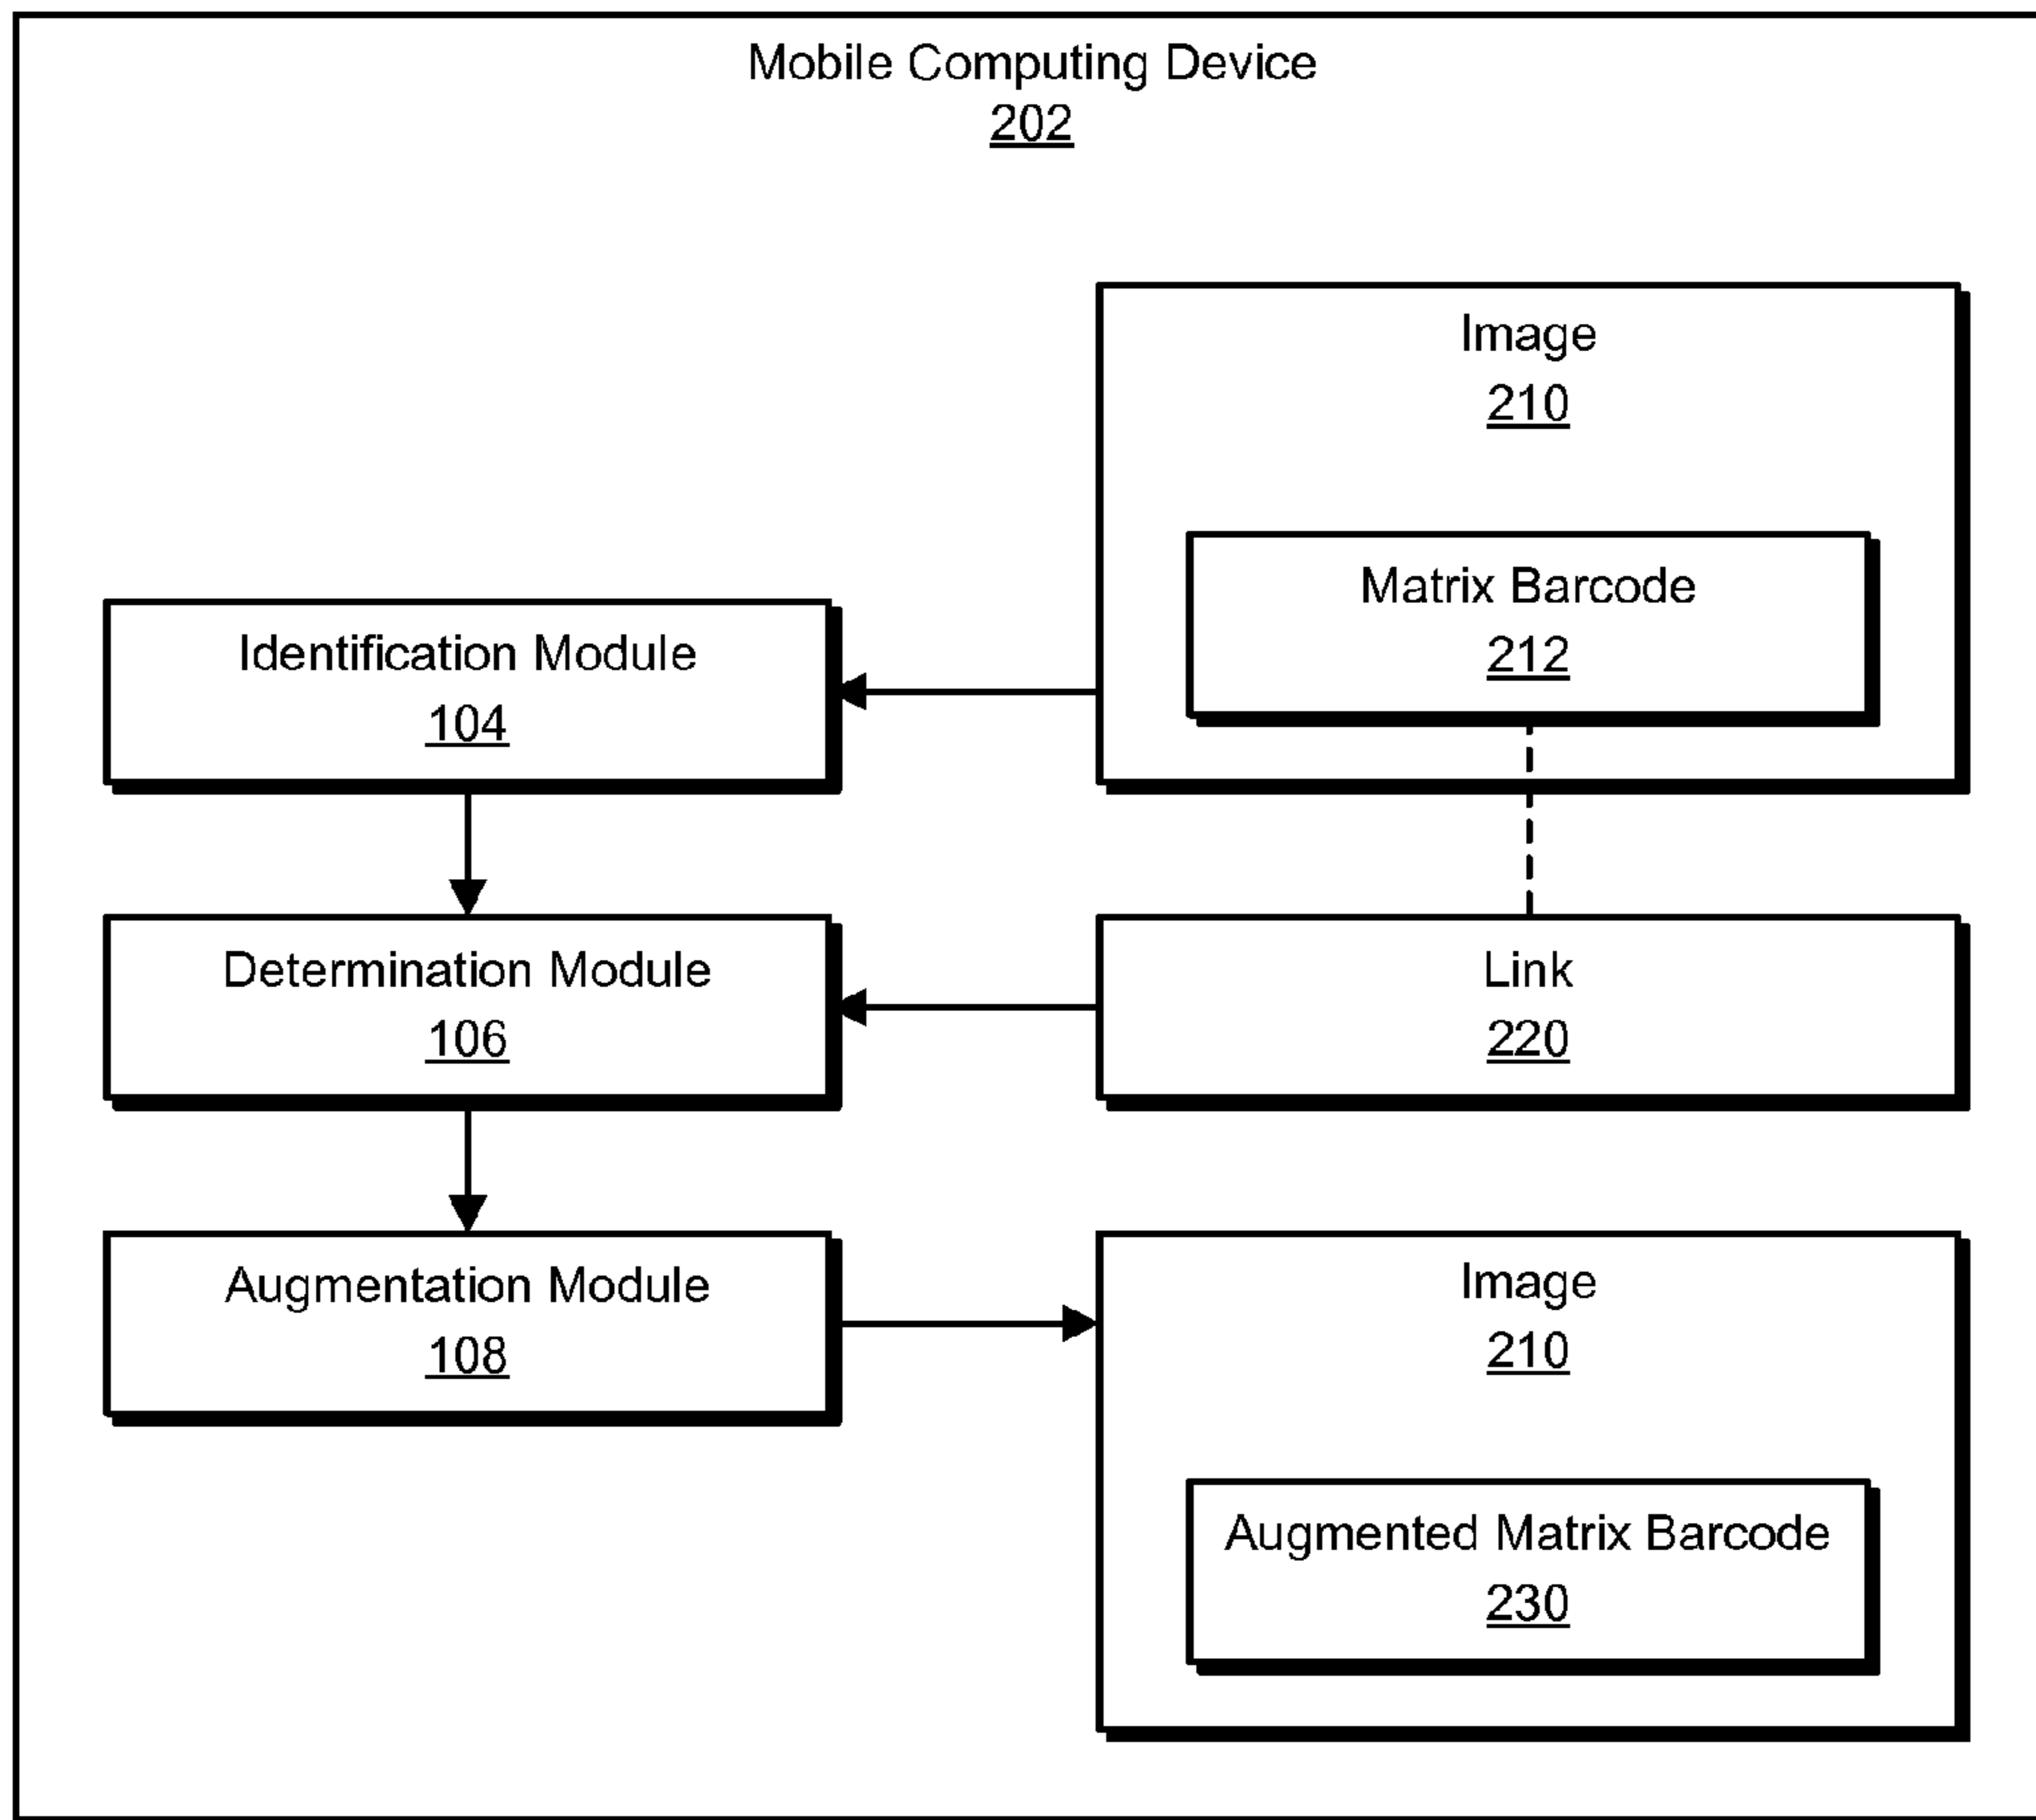 Mobile Computing Device
202
Image
210
Matrix Barcode
212
Identification Module
104
Determination Module
106
Link
220
Augmentation Module
108
Image
210
Augmented Matrix Barcode
230